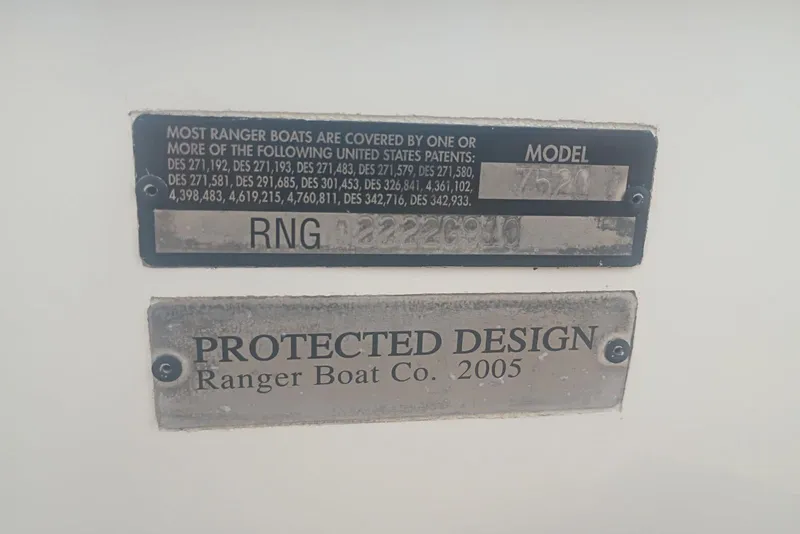 MOST RANGER BOATS ARE COVERED BY ONE OR
MORE OF THE FOLLOWING UNITED STATES PATENTS:
DES 271,192, DES 271,193, DES 271,483, DES 271,579, DES 271,580,
DES 271,581, DES 291,685, DES 301,453, DES 326,841, 4,361,102,
4,398,483, 4,619,215, 4,760,811, DES 342,716, DES 342,933.
MODEL
RNG
PROTECTED DESIGN
Ranger Boat Co. 2005